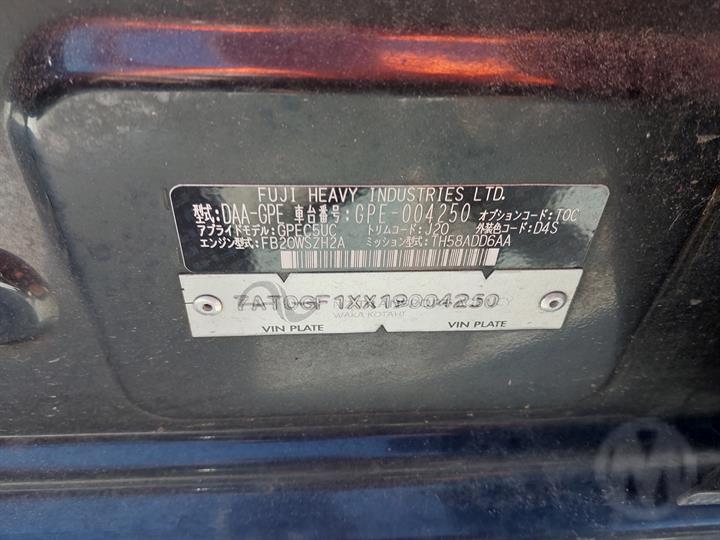 FUJI HEAVY INDUSTRIES LTD.
型式:DAA-GPE 車台番号:GPE-004250 オプションコード:TOC
アプライドモデル:GPEC5UC トリムコード:J20 外装色コード:D4S
エンジン型式:FB20WSZH2A ミッション型式:TH58ADD6AA
7AT0GF1XX19004250
WAKA KOTAHI
VIN PLATE VIN PLATE
M